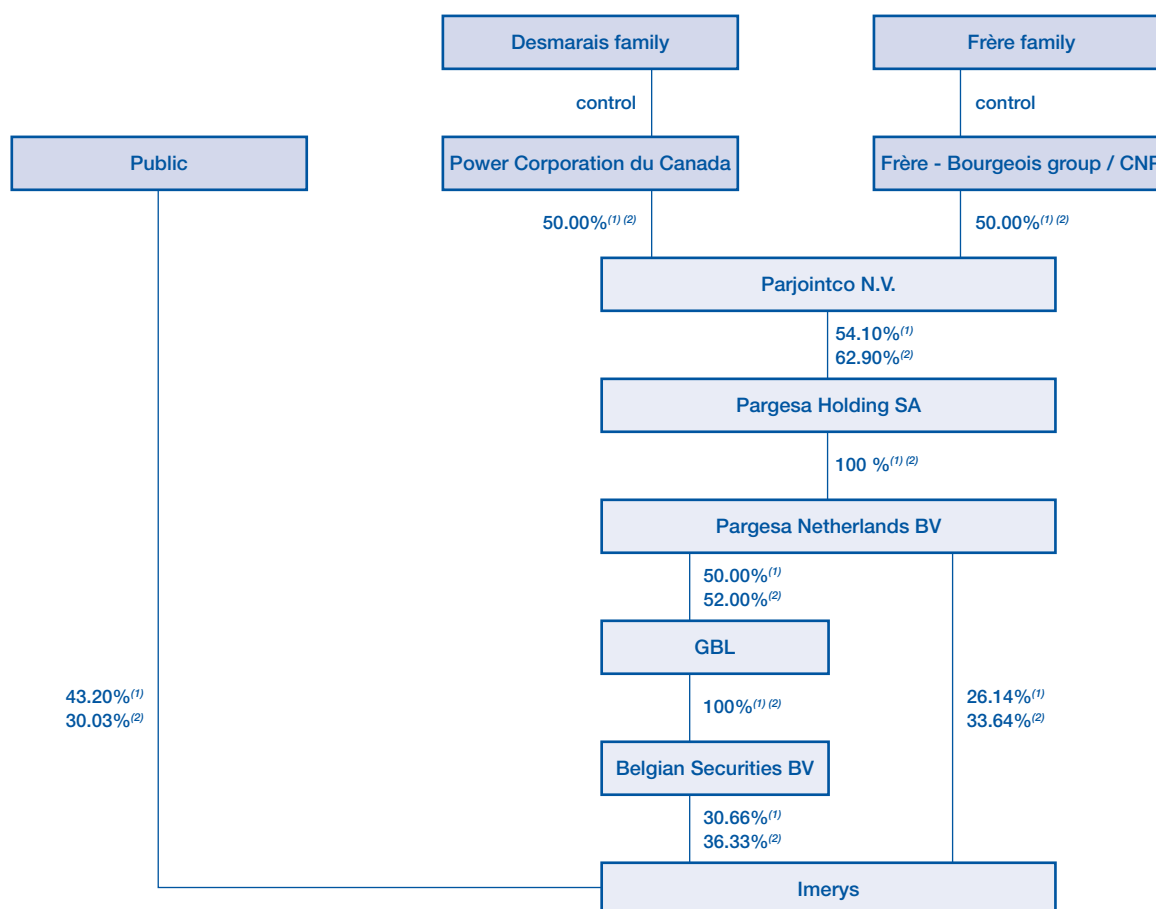 Desmarais family
Frère family
control
control
Public
Power Corporation du Canada
Frère - Bourgeois group / CNP
50.00%(1) (2)
50.00%(1) (2)
Parjointco N.V.
54.10%(1)
62.90%(2)
Pargesa Holding SA
100 %(1) (2)
Pargesa Netherlands BV
50.00%(1)
52.00%(2)
GBL
43.20%(1)
30.03%(2)
26.14%(1)
33.64%(2)
100%(1) (2)
Belgian Securities BV
30.66%(1)
36.33%(2)
Imerys